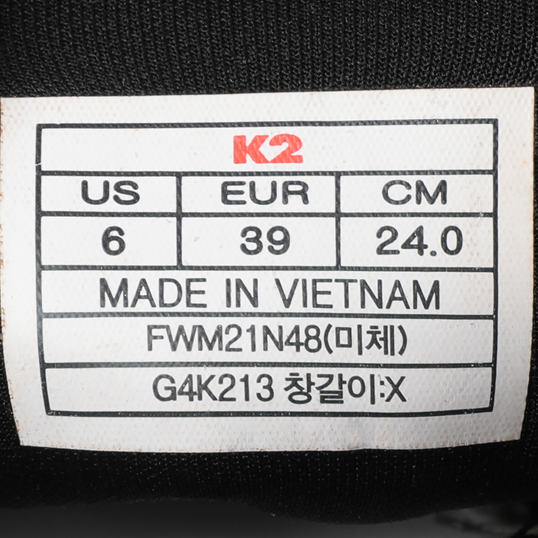 K2
US EUR CM
6 39 24.0
MADE IN VIETNAM
FWM21N48(미체)
G4K213 창갈이:X